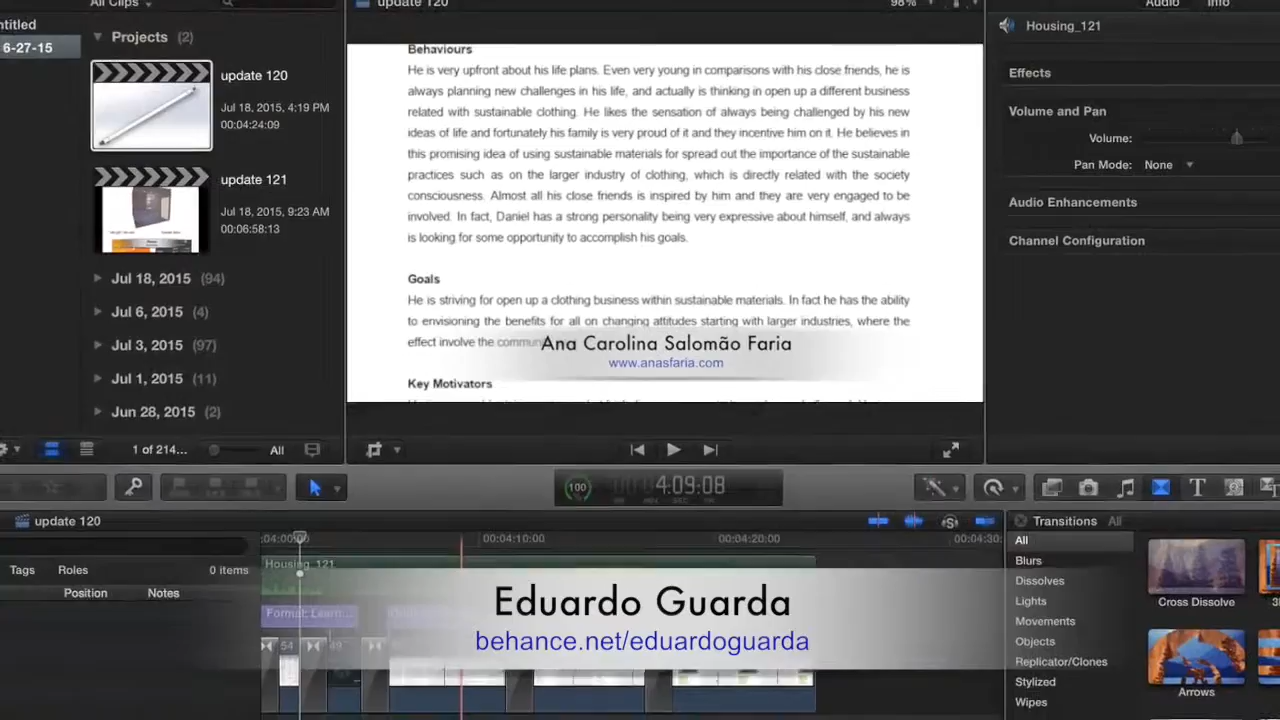 All Clips
update 120
98%
Audio
Info
ntitled
6-27-15
Projects (2)
update 120
Jul 18, 2015, 4:19 PM
00:04:24:09
update 121
Jul 18, 2015, 9:23 AM
00:06:58:13
Jul 18, 2015 (94)
Jul 6, 2015 (4)
Jul 3, 2015 (97)
Jul 1, 2015 (11)
Jun 28, 2015 (2)
1 of 214...
All
Behaviours
He is very upfront about his life plans. Even very young in comparisons with his close friends, he is
always planning new challenges in his life, and actually is thinking in open up a different business
related with sustainable clothing. He likes the sensation of always being challenged by his new
ideas of life and fortunately his family is very proud of it and they incentive him on it. He believes in
this promising idea of using sustainable materials for spread out the importance of the sustainable
practices such as on the larger industry of clothing, which is directly related with the society
consciousness. Almost all his close friends is inspired by him and they are very engaged to be
involved. In fact, Daniel has a strong personality being very expressive about himself, and always
is looking for some opportunity to accomplish his goals.
Goals
He is striving for open up a clothing business within sustainable materials. In fact he has the ability
to envisioning the benefits for all on changing attitudes starting with larger industries, where the
effect involve the
Ana Carolina Salomão Faria
www.anasfaria.com
Key Motivators
Housing_121
Effects
Volume and Pan
Volume:
Pan Mode: None
Audio Enhancements
Channel Configuration
100
4:09:08
update 120
Tags
Roles
0 items
Position
Notes
00:04:10:00
00:04:20:00
00:04:30:
Housing_121
Format: Learn...
54
49
Eduardo Guarda
behance.net/eduardoguarda
Transitions
All
All
Blurs
Dissolves
Lights
Movements
Objects
Replicator/Clones
Stylized
Wipes
Cross Dissolve
Arrows